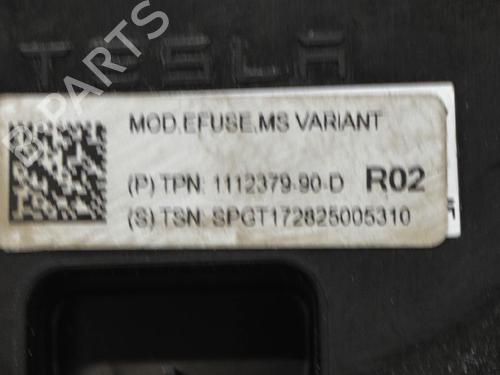 TESLA
MOD.EFUSE,MS VARIANT
(P) TPN: 1112379-90-D R02
(S) TSN: SPGT172825005310
PARTS